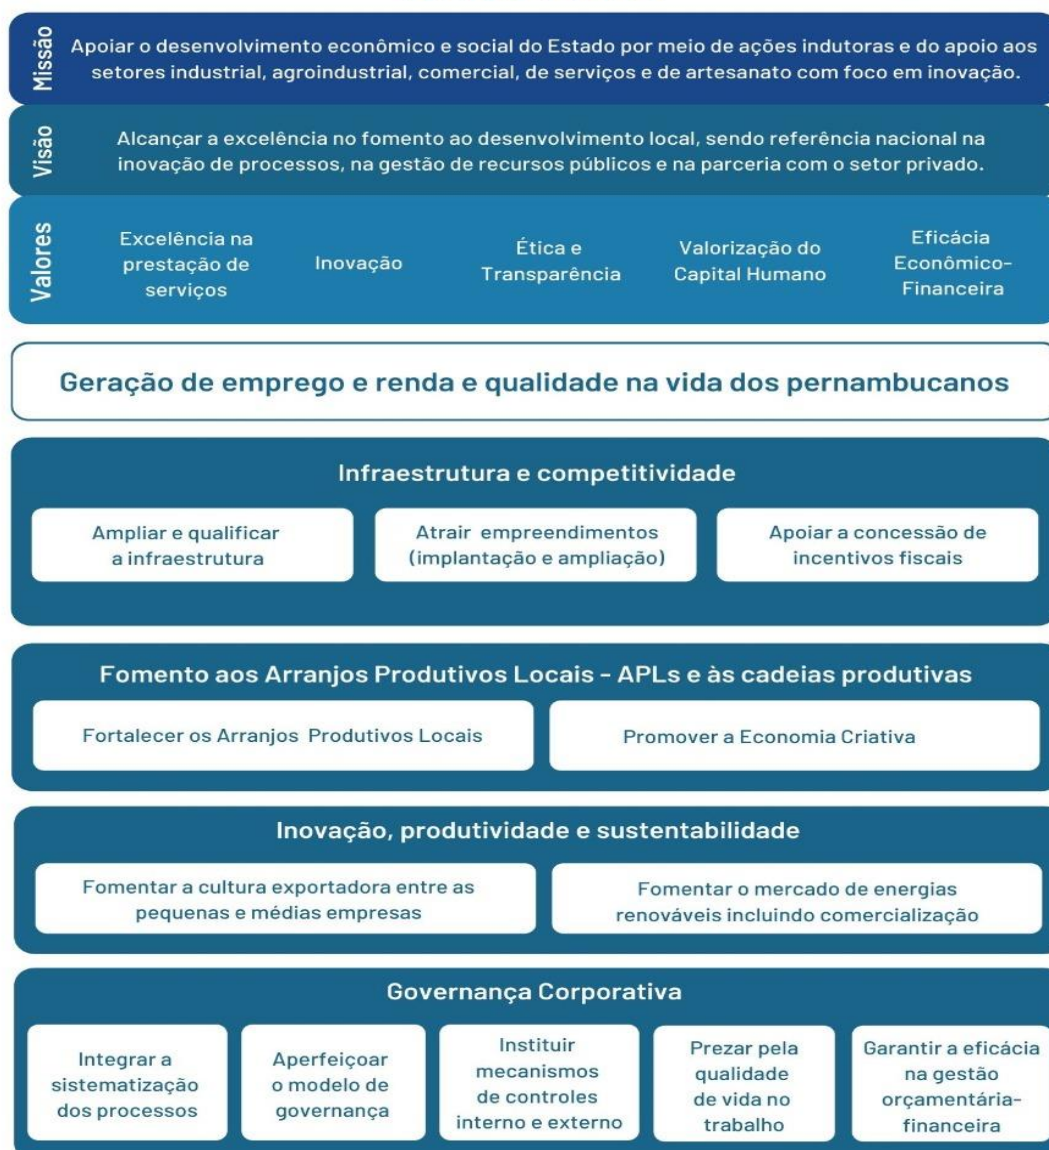 Missão
Apoiar o desenvolvimento econômico e social do Estado por meio de ações indutoras e do apoio aos
setores industrial, agroindustrial, comercial, de serviços e de artesanato com foco em inovação.
Visão
Alcançar a excelência no fomento ao desenvolvimento local, sendo referência nacional na
inovação de processos, na gestão de recursos públicos e na parceria com o setor privado.
Valores
Excelência na
prestação de
serviços
Inovação
Ética e
Transparência
Valorização do
Capital Humano
Eficácia
Econômico-
Financeira
Geração de emprego e renda e qualidade na vida dos pernambucanos
Infraestrutura e competitividade
Ampliar e qualificar
a infraestrutura
Atrair empreendimentos
(implantação e ampliação)
Apoiar a concessão de
incentivos fiscais
Fomento aos Arranjos Produtivos Locais - APLs e às cadeias produtivas
Fortalecer os Arranjos Produtivos Locais
Promover a Economia Criativa
Inovação, produtividade e sustentabilidade
Fomentar a cultura exportadora entre as
pequenas e médias empresas
Fomentar o mercado de energias
renováveis incluindo comercialização
Governança Corporativa
Integrar a
sistematização
dos processos
Aperfeiçoar
o modelo de
governança
Instituir
mecanismos
de controles
interno e externo
Prezar pela
qualidade
de vida no
trabalho
Garantir a eficácia
na gestão
orçamentária-
financeira